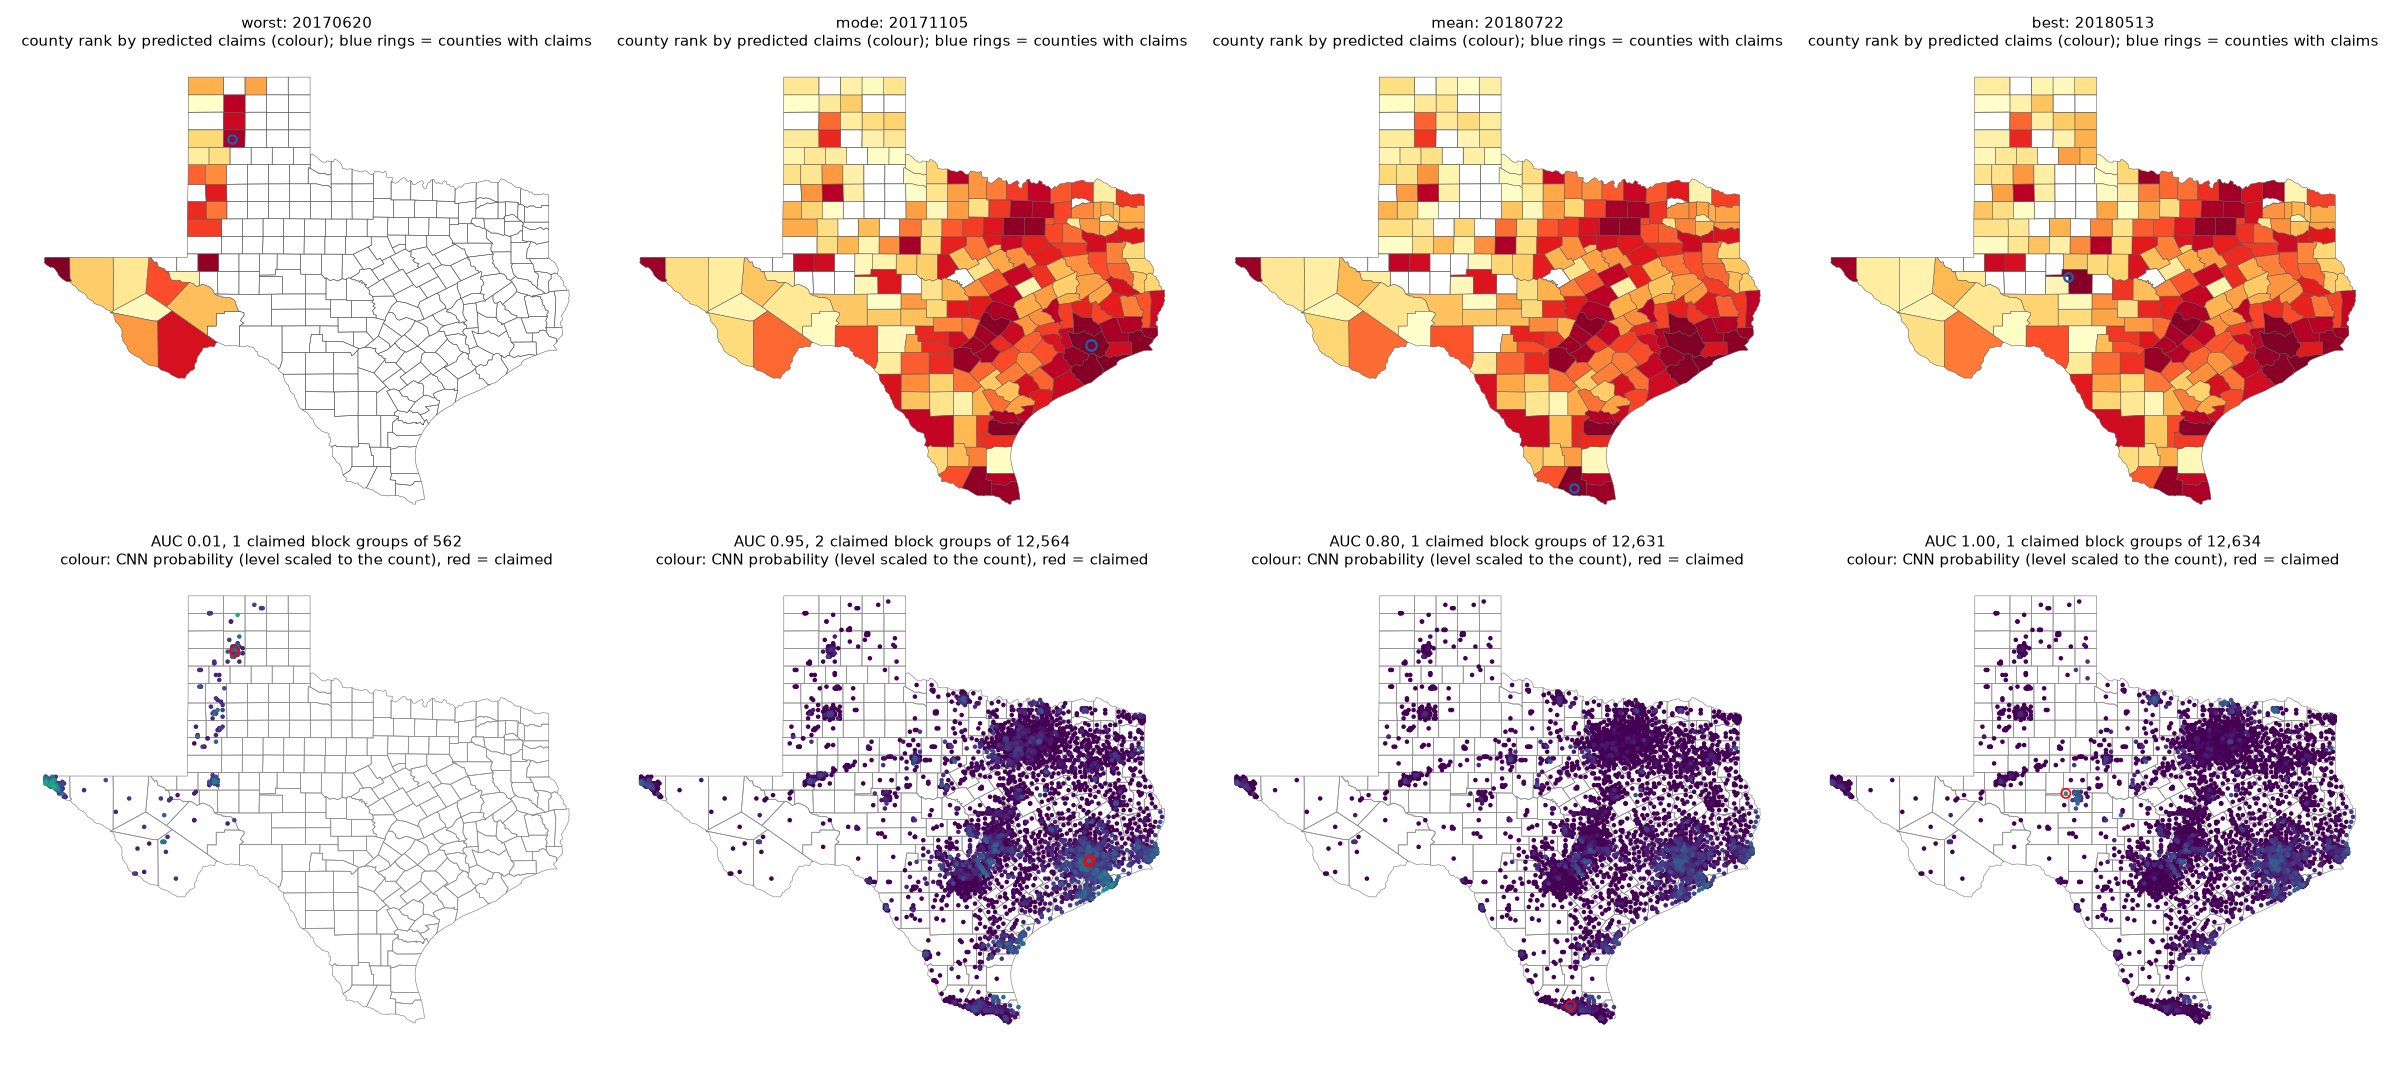 worst: 20170620
county rank by predicted claims (colour); blue rings = counties with claims
mode: 20171105
county rank by predicted claims (colour); blue rings = counties with claims
mean: 20180722
county rank by predicted claims (colour); blue rings = counties with claims
best: 20180513
county rank by predicted claims (colour); blue rings = counties with claims
AUC 0.01, 1 claimed block groups of 562
colour: CNN probability (level scaled to the count), red = claimed
AUC 0.95, 2 claimed block groups of 12,564
colour: CNN probability (level scaled to the count), red = claimed
AUC 0.80, 1 claimed block groups of 12,631
colour: CNN probability (level scaled to the count), red = claimed
AUC 1.00, 1 claimed block groups of 12,634
colour: CNN probability (level scaled to the count), red = claimed